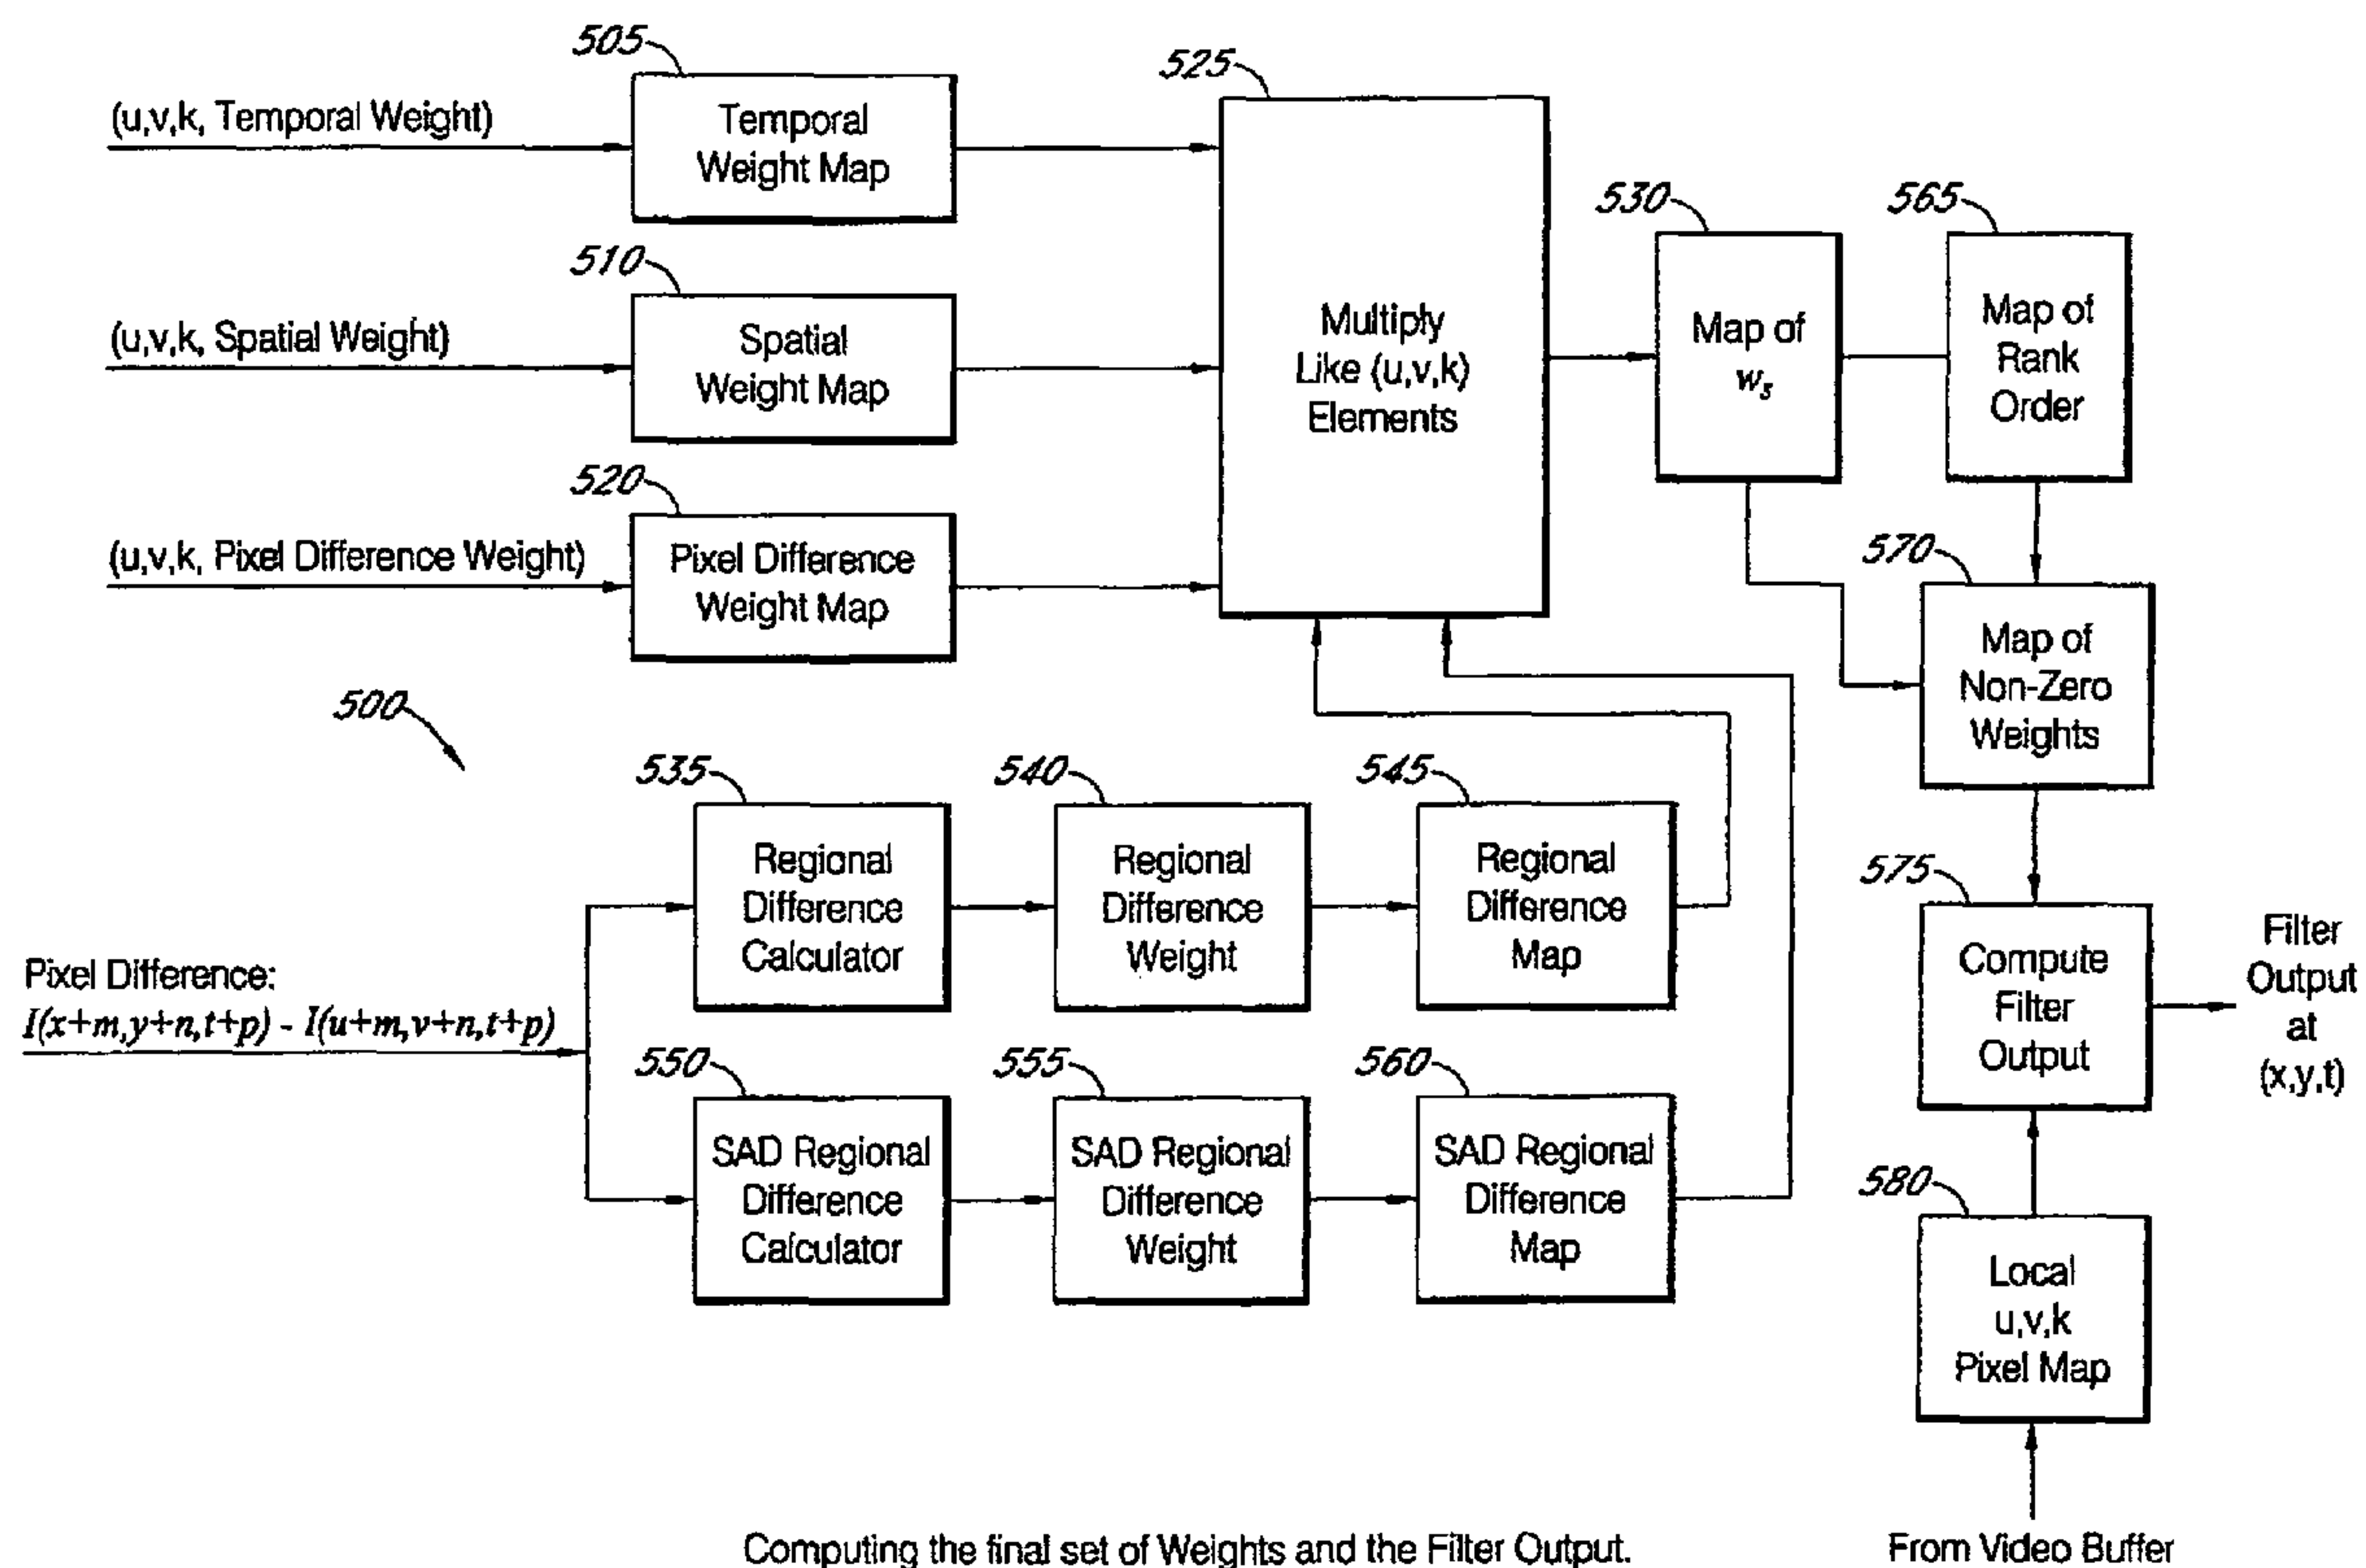 505
(u,v,k, Temporal Weight)
Temporal
Weight Map
510
(u,v,k, Spatial Weight)
Spatial
Weight Map
520
(u,v,k, Pixel Difference Weight)
Pixel Difference
Weight Map
525
Multiply
Like (u,v,k)
Elements
530
Map of
ws
565
Map of
Rank
Order
570
Map of
Non-Zero
Weights
500
Pixel Difference:
I(x+m,y+n,t+p) - I(u+m,v+n,t+p)
535
Regional
Difference
Calculator
540
Regional
Difference
Weight
545
Regional
Difference
Map
550
SAD Regional
Difference
Calculator
555
SAD Regional
Difference
Weight
560
SAD Regional
Difference
Map
575
Compute
Filter
Output
Filter
Output
at
(x,y,t)
580
Local
u,v,k
Pixel Map
From Video Buffer
Computing the final set of Weights and the Filter Output.